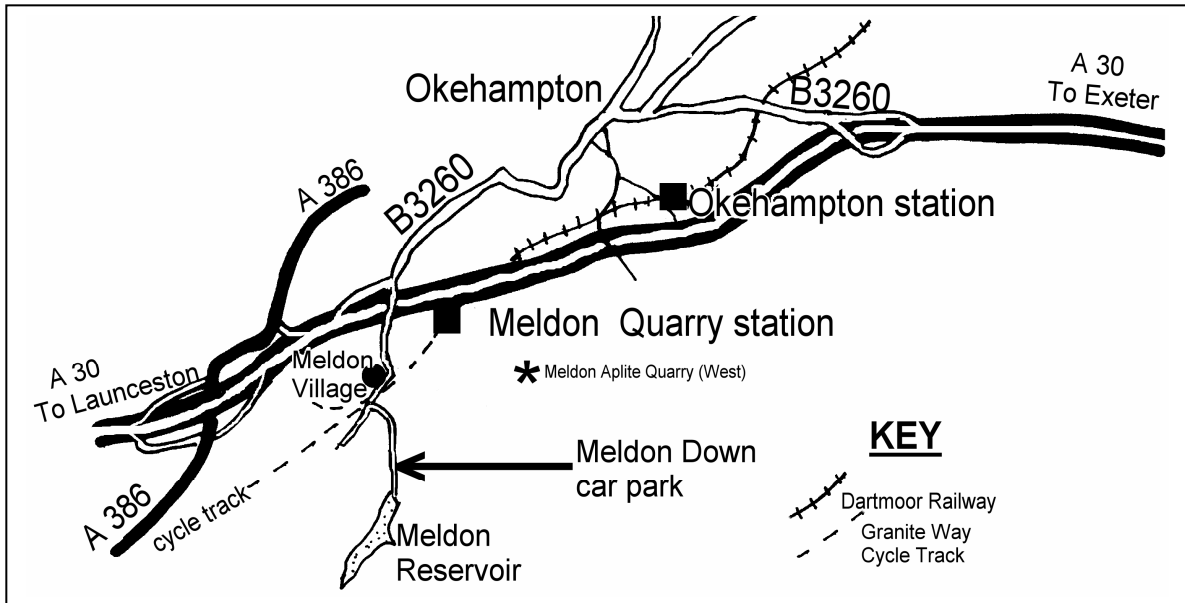 A 30
To Exeter
Okehampton
B3260
A 386
B3260
Okehampton station
Meldon Quarry station
A 30
To Launceston
Meldon
Village
Meldon Aplite Quarry (West)
KEY
Meldon Down
car park
Dartmoor Railway
A 386
cycle track
Granite Way
Cycle Track
Meldon
Reservoir